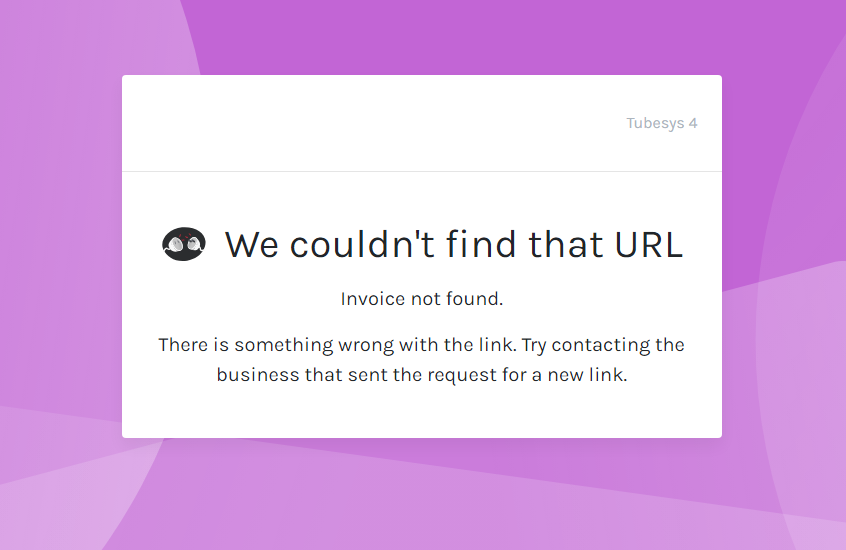 Tubesys 4
We couldn't find that URL
Invoice not found.
There is something wrong with the link. Try contacting the
business that sent the request for a new link.